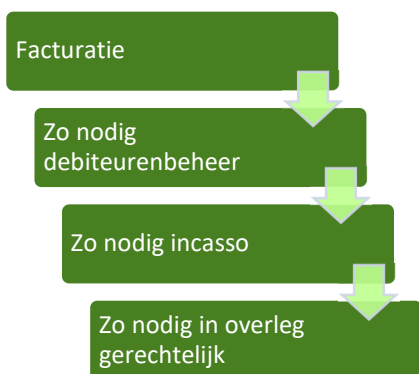 Facturatie
Zo nodig
debiteurenbeheer
Zo nodig incasso
Zo nodig in overleg
gerechtelijk